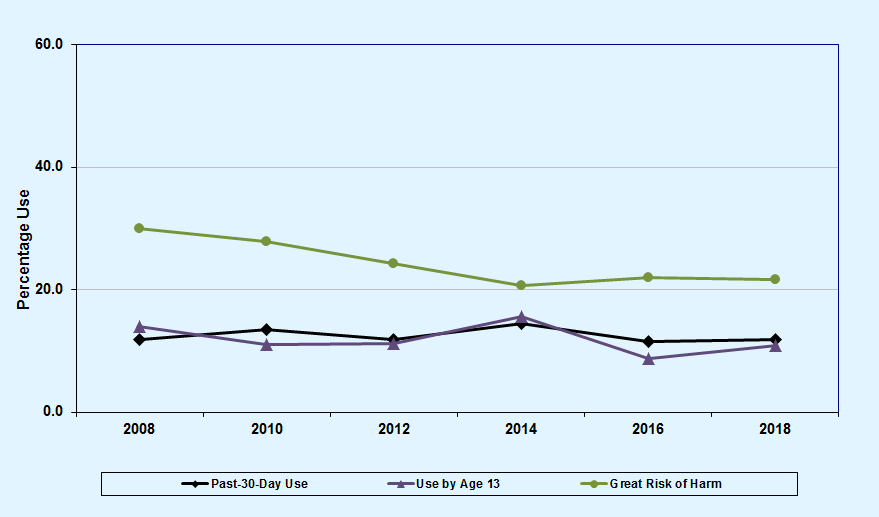 60.0
40.0
20.0
0.0
Percentage Use
2008 2010 2012 2014 2016 2018
Past-30-Day Use Use by Age 13 Great Risk of Harm